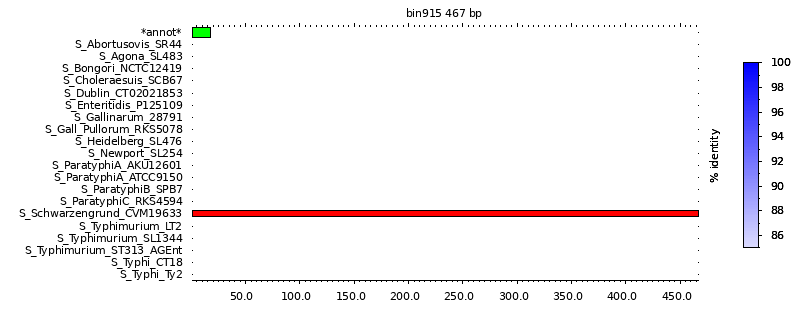 bin915 467 bp
*annot*
S_Abortusovis_SR44
S_Agona_SL483
S_Bongori_NCTC12419
S_Choleraesuis_SCB67
S_Dublin_CT02021853
S_Enteritidis_P125109
S_Gallinarum_28791
S_Gall_Pullorum_RKS5078
S_Heidelberg_SL476
S_Newport_SL254
S_ParatyphiA_AKU12601
S_ParatyphiA_ATCC9150
S_ParatyphiB_SPB7
S_ParatyphiC_RKS4594
S_Schwarzengrund_CVM19633
S_Typhimurium_LT2
S_Typhimurium_SL1344
S_Typhimurium_ST313_AGEnt
S_Typhi_CT18
S_Typhi_Ty2
50.0 100.0 150.0 200.0 250.0 300.0 350.0 400.0 450.0
% identity
100
98
96
94
92
90
88
86